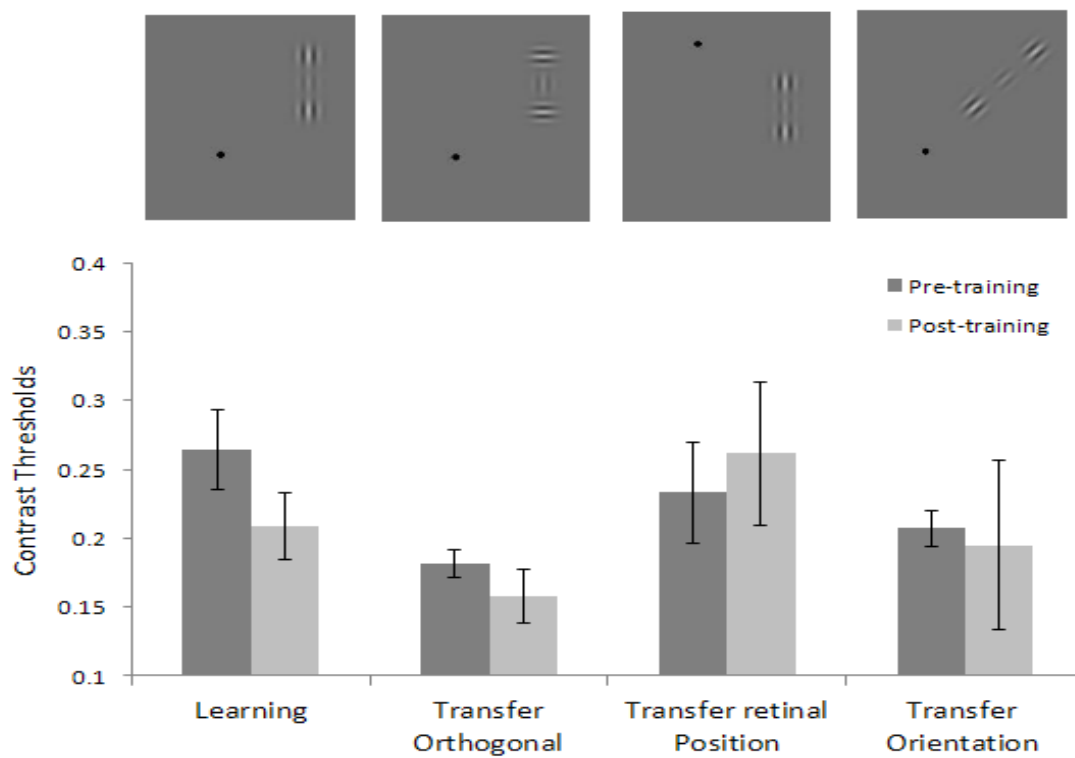 0.4
0.35
0.3
0.25
0.2
0.15
0.1
Contrast Thresholds
Pre-training
Post-training
Learning
Transfer
Orthogonal
Transfer retinal
Position
Transfer
Orientation